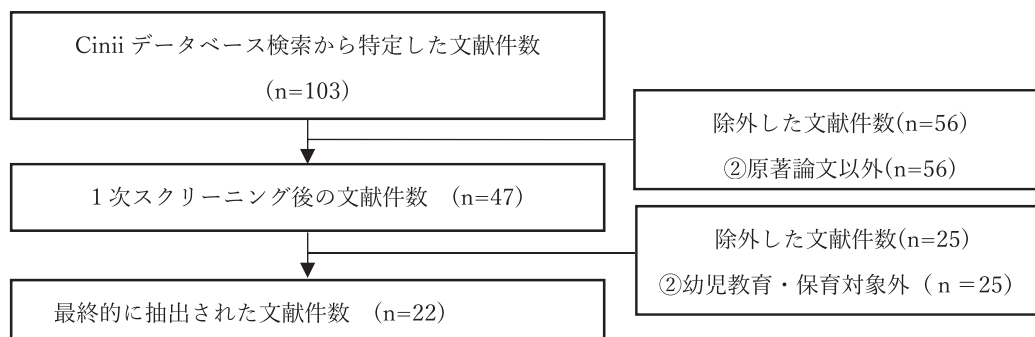 Cinii データベース検索から特定した文献件数
(n=103)
除外した文献件数(n=56)
②原著論文以外(n=56)
1 次スクリーニング後の文献件数 (n=47)
除外した文献件数(n=25)
②幼児教育・保育対象外 ( n =25)
最終的に抽出された文献件数 (n=22)